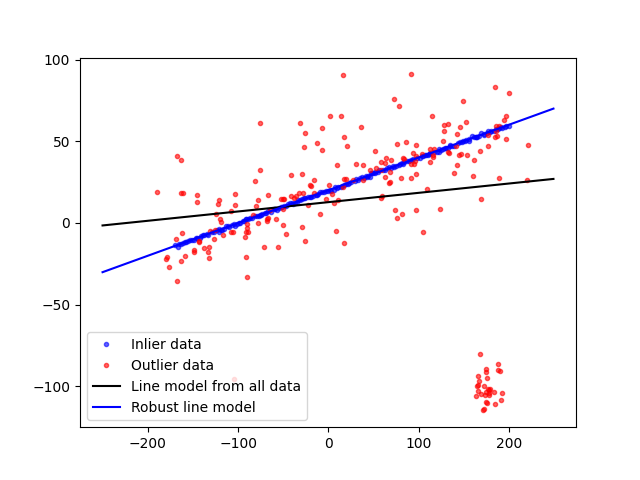 100
50
0
−50
−100
Inlier data
Outlier data
Line model from all data
Robust line model
−200
−100
0
100
200